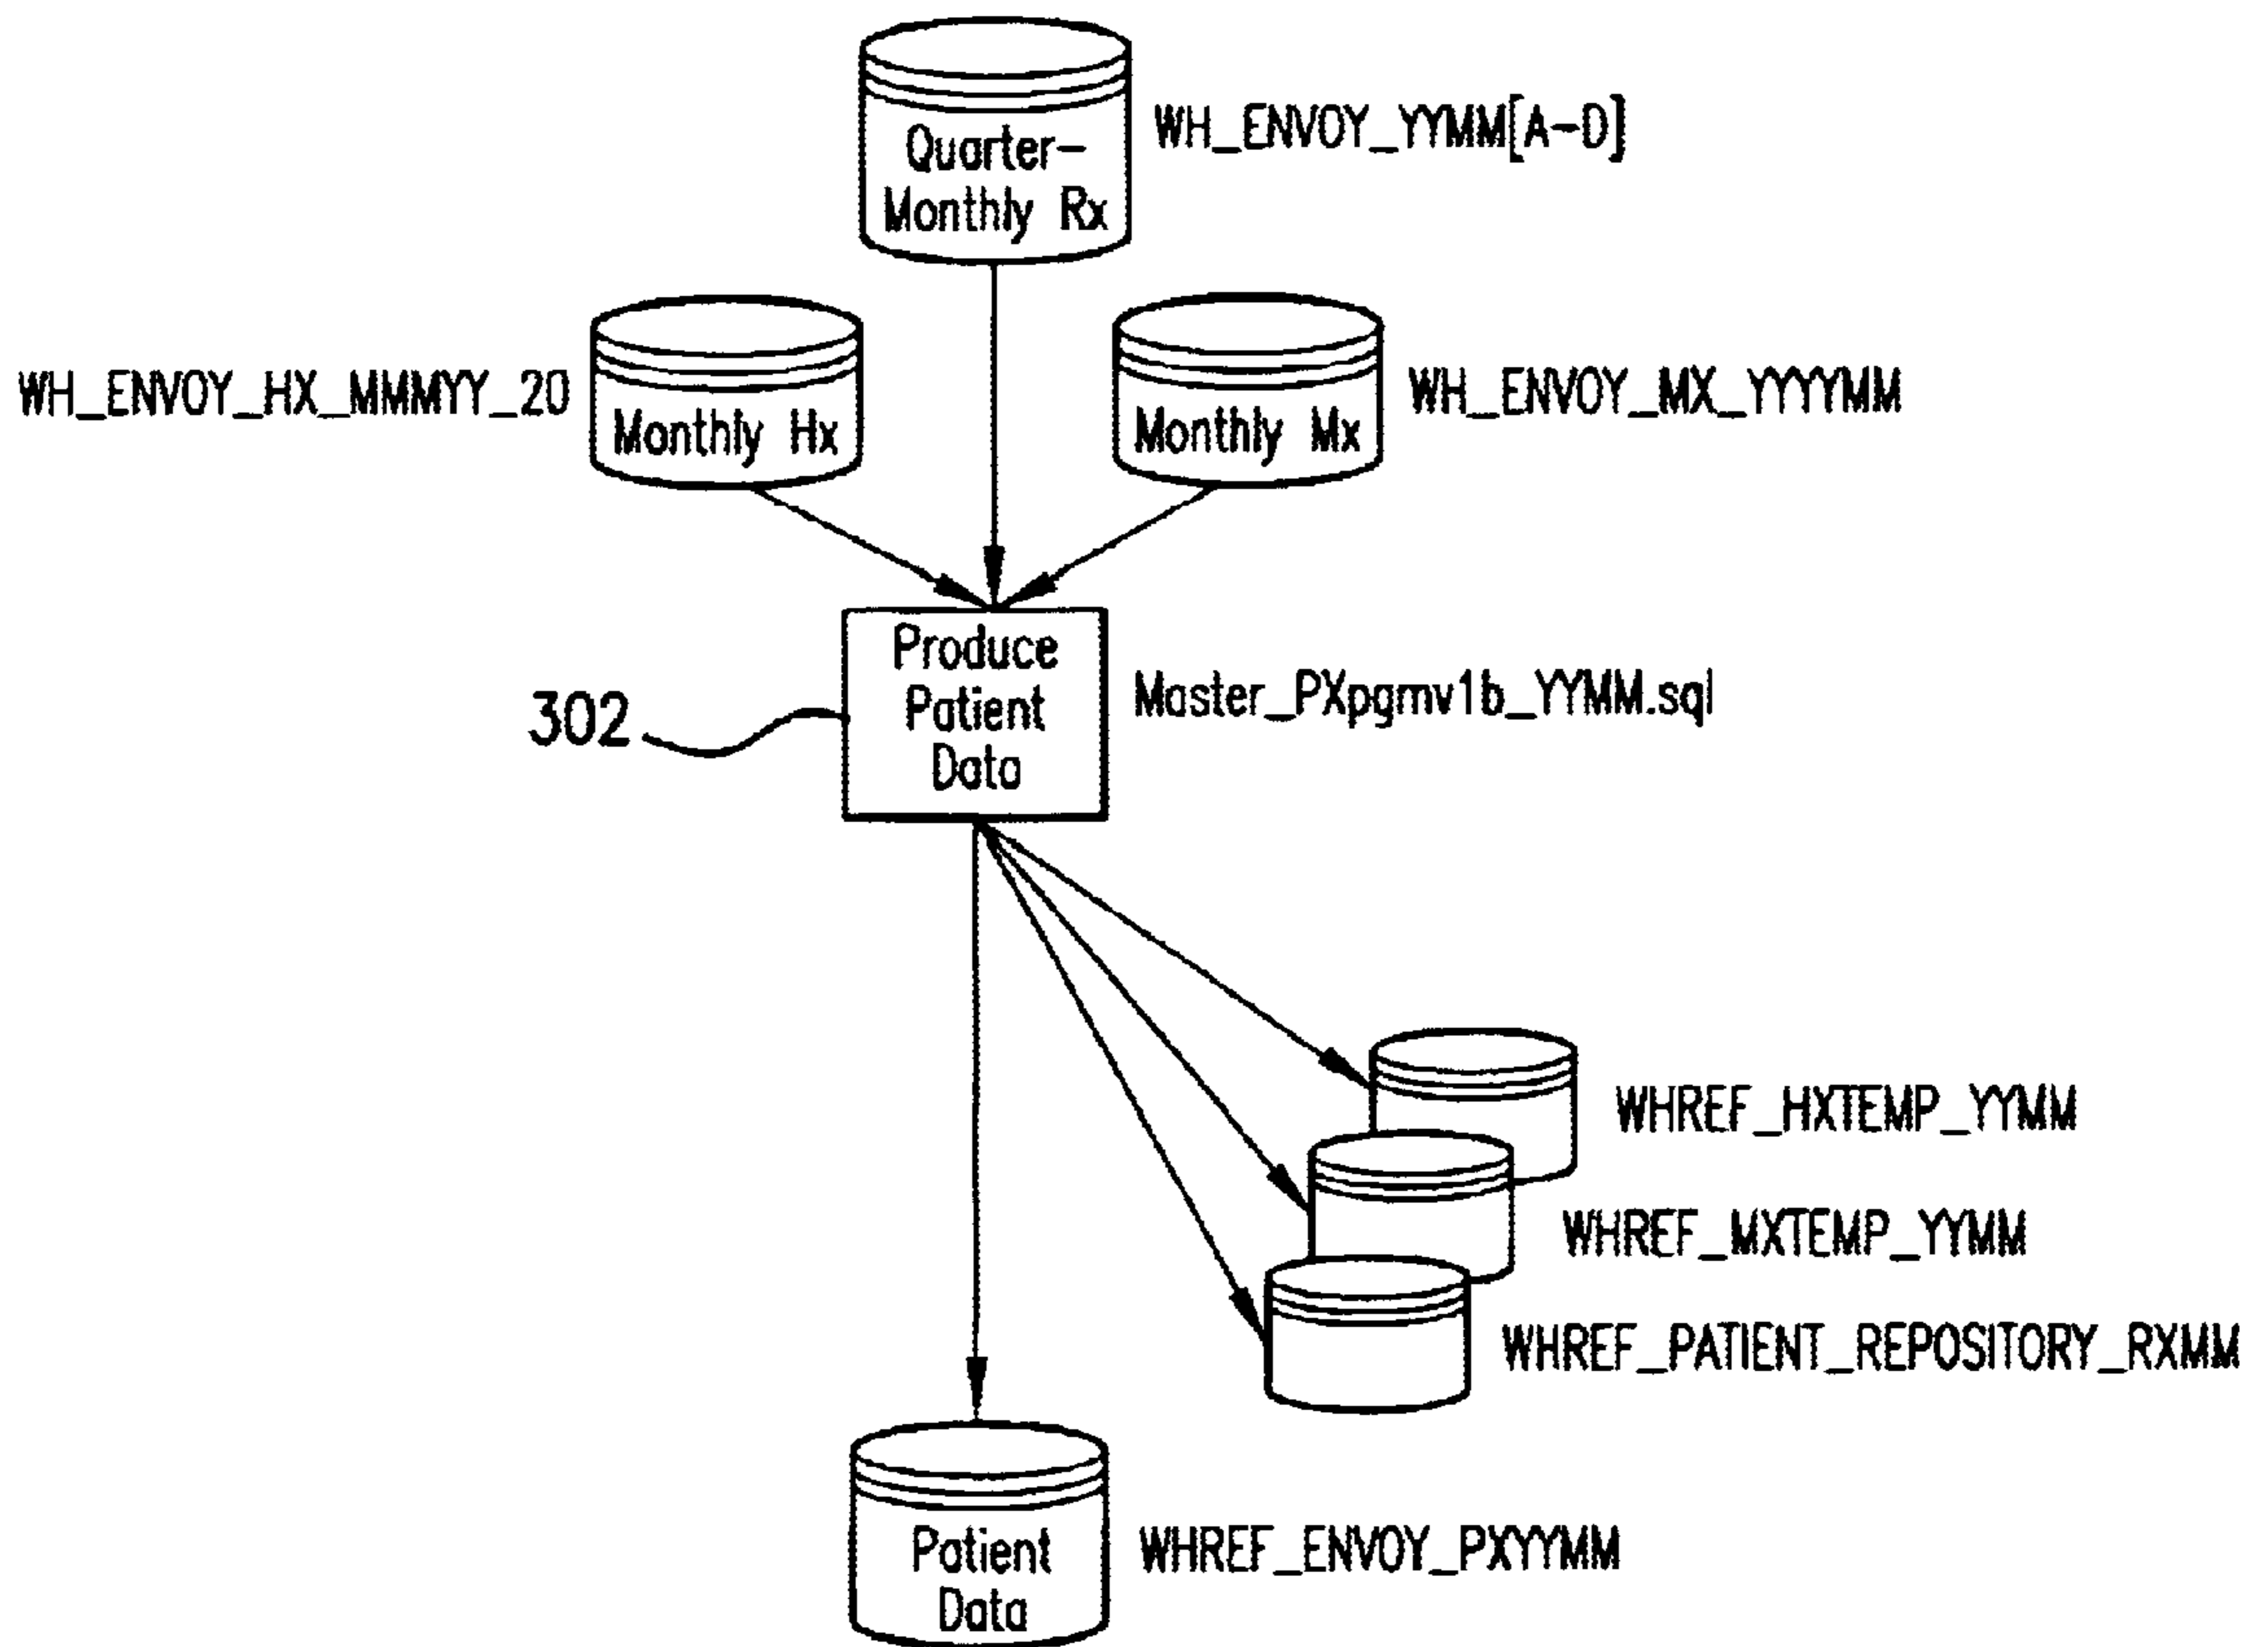 Quarter-
Monthly Rx
WH_ENVOY_YYMM[A-D]
WH_ENVOY_HX_MMMYY_20
Monthly Hx
Monthly Mx
WH_ENVOY_MX_YYYYMM
Produce
Patient
Data
Master_PXpgmv1b_YYMM.sql
302
WHREF_HXTEMP_YYMM
WHREF_MXTEMP_YYMM
WHREF_PATIENT_REPOSITORY_RXMM
Patient
Data
WHREF_ENVOY_PXYYMM